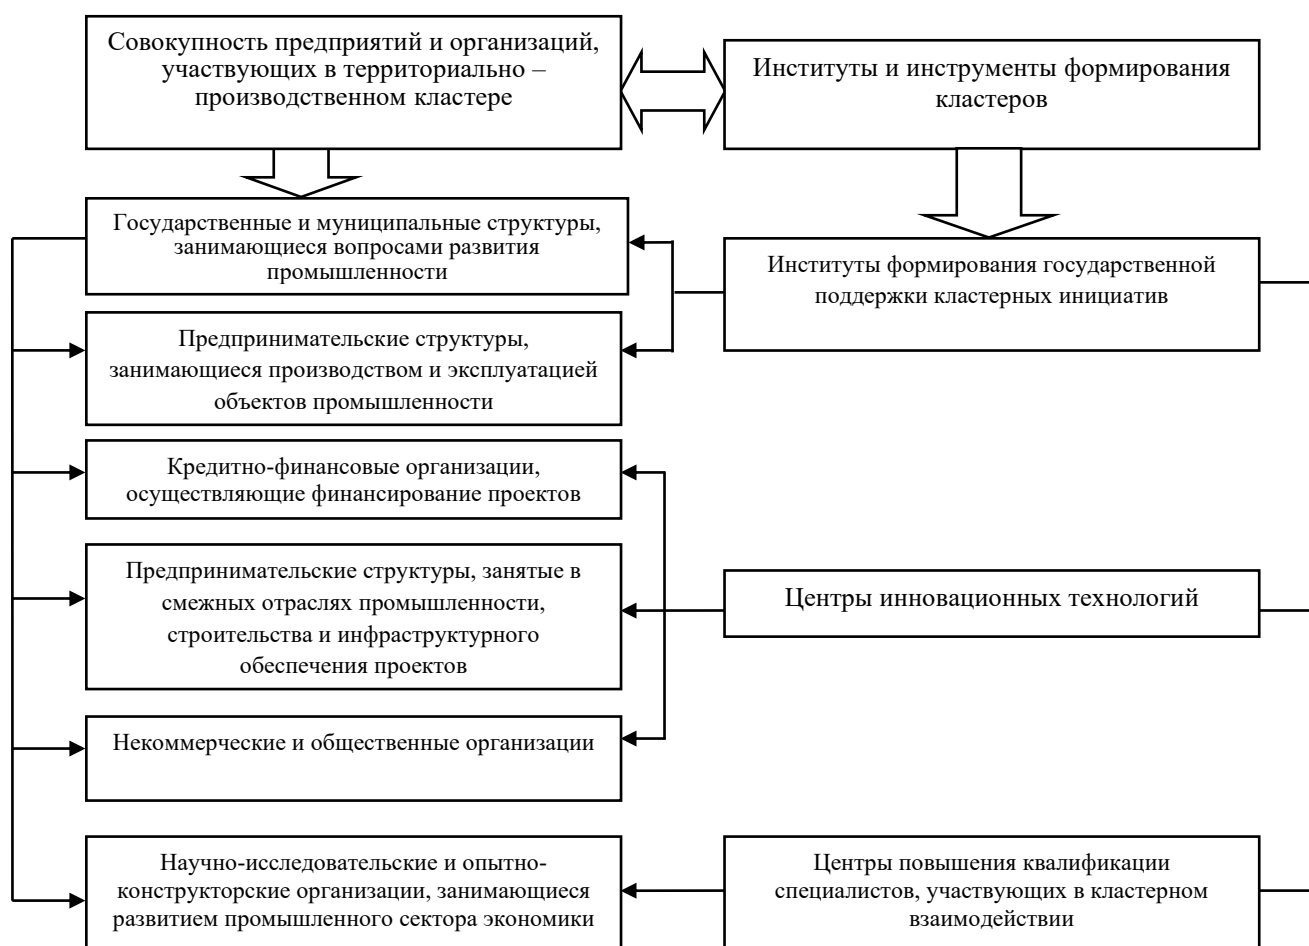 Совокупность предприятий и организаций,
участвующих в территориально –
производственном кластере
Институты и инструменты формирования
кластеров
Государственные и муниципальные структуры,
занимающиеся вопросами развития
промышленности
Институты формирования государственной
поддержки кластерных инициатив
Предпринимательские структуры,
занимающиеся производством и эксплуатацией
объектов промышленности
Кредитно-финансовые организации,
осуществляющие финансирование проектов
Предпринимательские структуры, занятые в
смежных отраслях промышленности,
строительства и инфраструктурного
обеспечения проектов
Центры инновационных технологий
Некоммерческие и общественные организации
Научно-исследовательские и опытно-
конструкторские организации, занимающиеся
развитием промышленного сектора экономики
Центры повышения квалификации
специалистов, участвующих в кластерном
взаимодействии